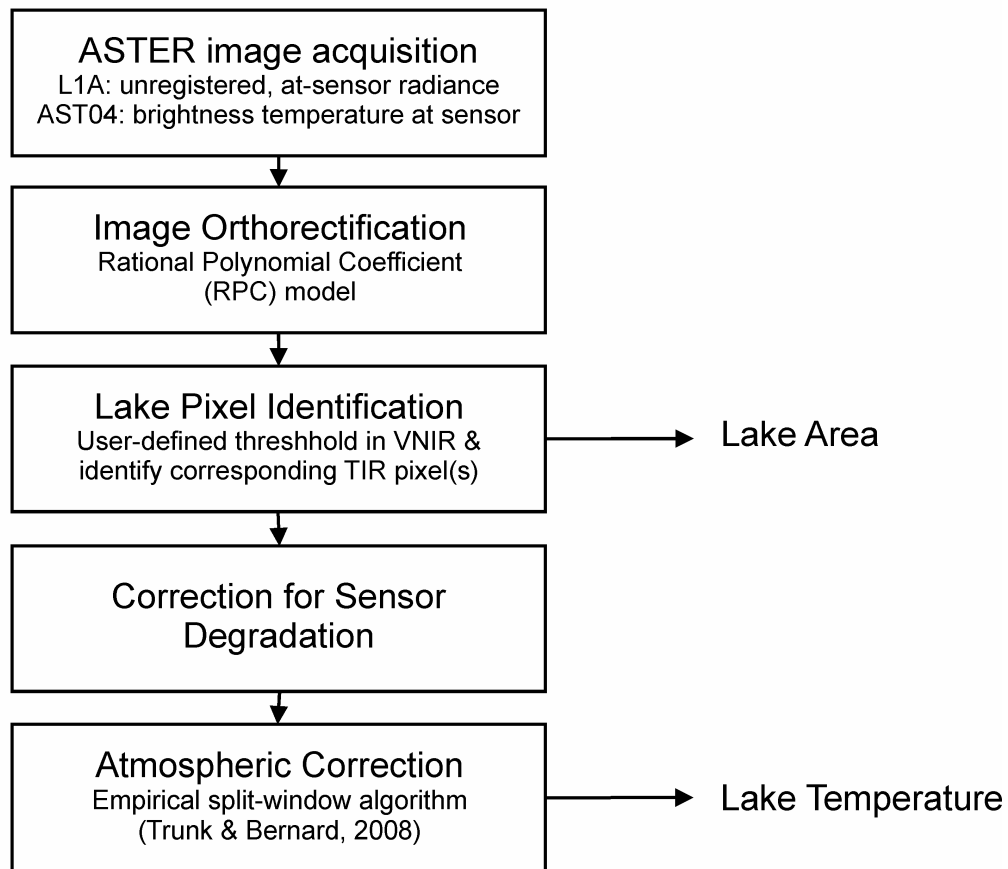 ASTER image acquisition
L1A: unregistered, at-sensor radiance
AST04: brightness temperature at sensor
Image Orthorectification
Rational Polynomial Coefficient
(RPC) model
Lake Pixel Identification
User-defined threshhold in VNIR &
identify corresponding TIR pixel(s)
Lake Area
Correction for Sensor
Degradation
Atmospheric Correction
Empirical split-window algorithm
(Trunk & Bernard, 2008)
Lake Temperature